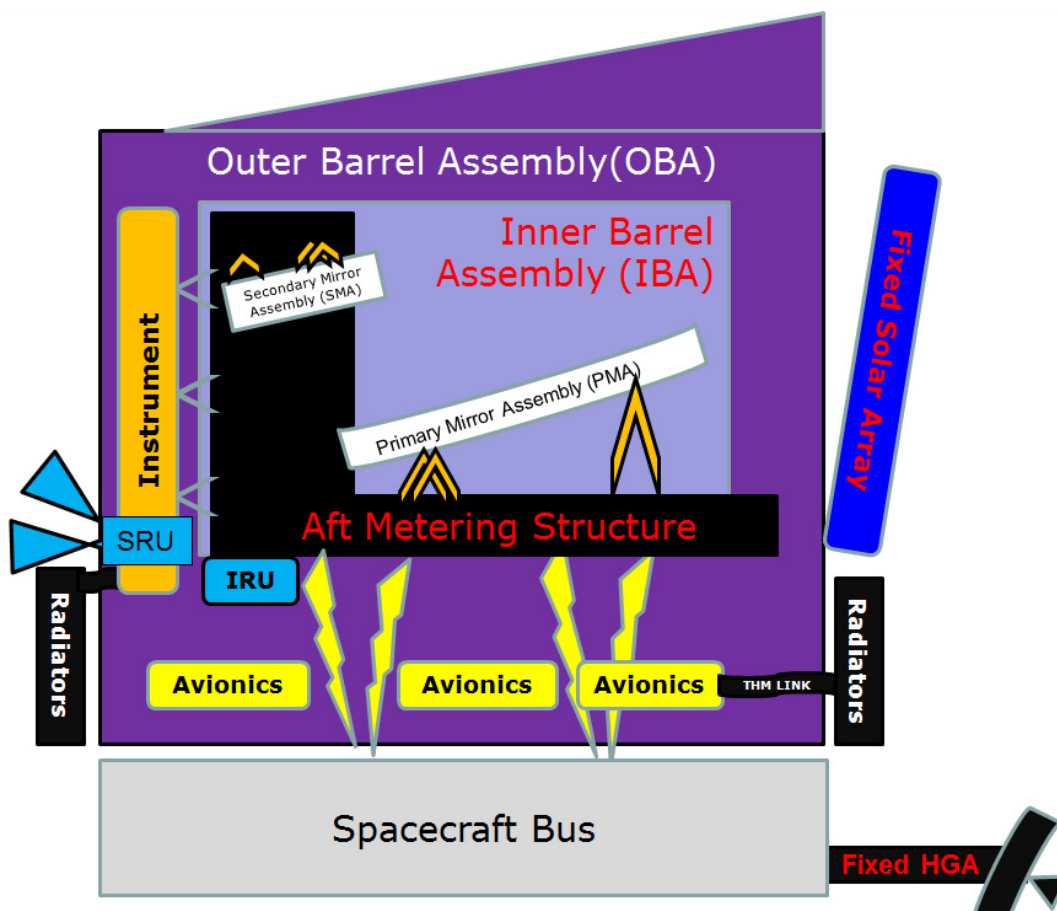 Outer Barrel Assembly(OBA)
Inner Barrel
Assembly (IBA)
Secondary Mirror
Assembly (SMA)
Primary Mirror Assembly (PMA)
Instrument
Fixed Solar Array
Aft Metering Structure
SRU
IRU
Radiators
Radiators
Avionics
Avionics
Avionics
THM LINK
Spacecraft Bus
Fixed HGA